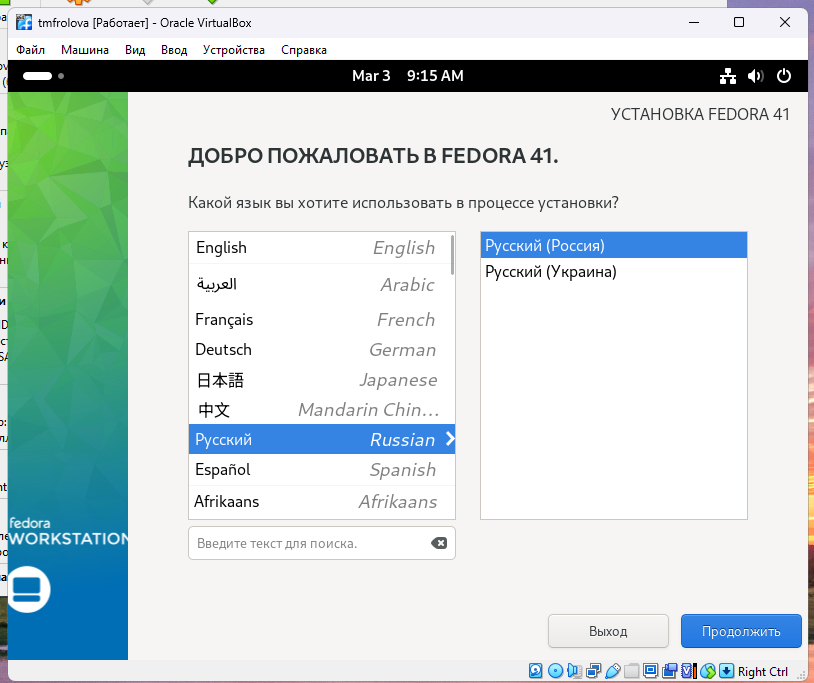 tmfrolova [Работает] - Oracle VirtualBox
Файл Машина Вид Ввод Устройства Справка
Mar 3 9:15 AM
УСТАНОВКА FEDORA 41
ДОБРО ПОЖАЛОВАТЬ В FEDORA 41.
Какой язык вы хотите использовать в процессе установки?
English English
العربية Arabic
Français French
Deutsch German
日本語 Japanese
中文 Mandarin Chin...
Русский Russian
Español Spanish
Afrikaans Afrikaans
Введите текст для поиска.
Русский (Россия)
Русский (Украина)
fedora
WORKSTATION
Выход Продолжить
Right Ctrl